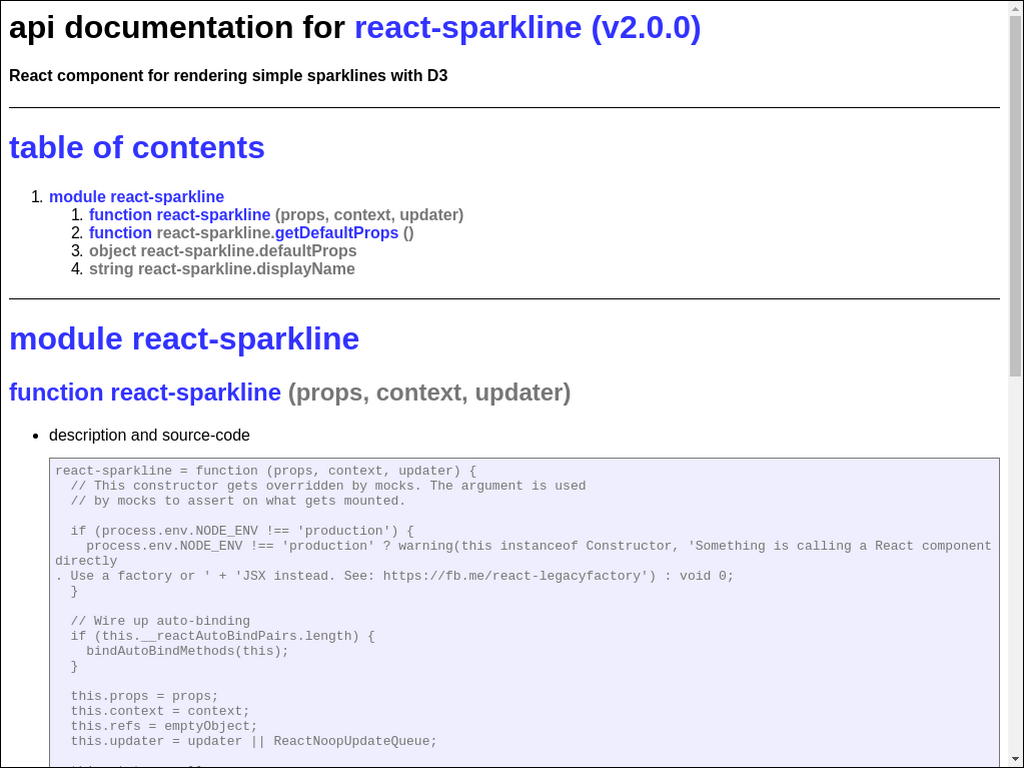 api documentation for react-sparkline (v2.0.0)
React component for rendering simple sparklines with D3
table of contents
1. module react-sparkline
1. function react-sparkline (props, context, updater)
2. function react-sparkline.getDefaultProps ()
3. object react-sparkline.defaultProps
4. string react-sparkline.displayName
module react-sparkline
function react-sparkline (props, context, updater)
• description and source-code
react-sparkline = function (props, context, updater) {
  // This constructor gets overridden by mocks. The argument is used
  // by mocks to assert on what gets mounted.
  if (process.env.NODE_ENV !== 'production') {
    process.env.NODE_ENV !== 'production' ? warning(this instanceof Constructor, 'Something is calling a React component
directly
. Use a factory or ' + 'JSX instead. See: https://fb.me/react-legacyfactory') : void 0;
  }
  // Wire up auto-binding
  if (this.__reactAutoBindPairs.length) {
    bindAutoBindMethods(this);
  }
  this.props = props;
  this.context = context;
  this.refs = emptyObject;
  this.updater = updater || ReactNoopUpdateQueue;